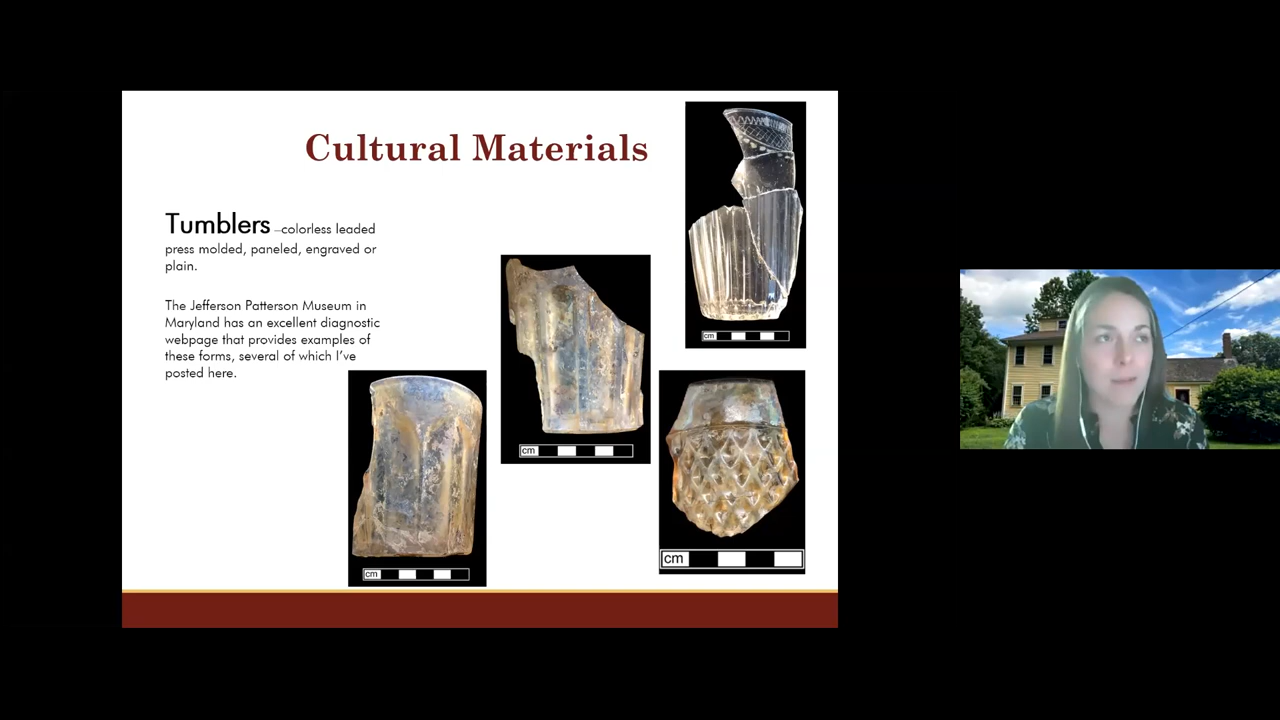 Cultural Materials
Tumblers –colorless leaded
press molded, paneled, engraved or
plain.
The Jefferson Patterson Museum in
Maryland has an excellent diagnostic
webpage that provides examples of
these forms, several of which I've
posted here.
cm
cm
cm
cm